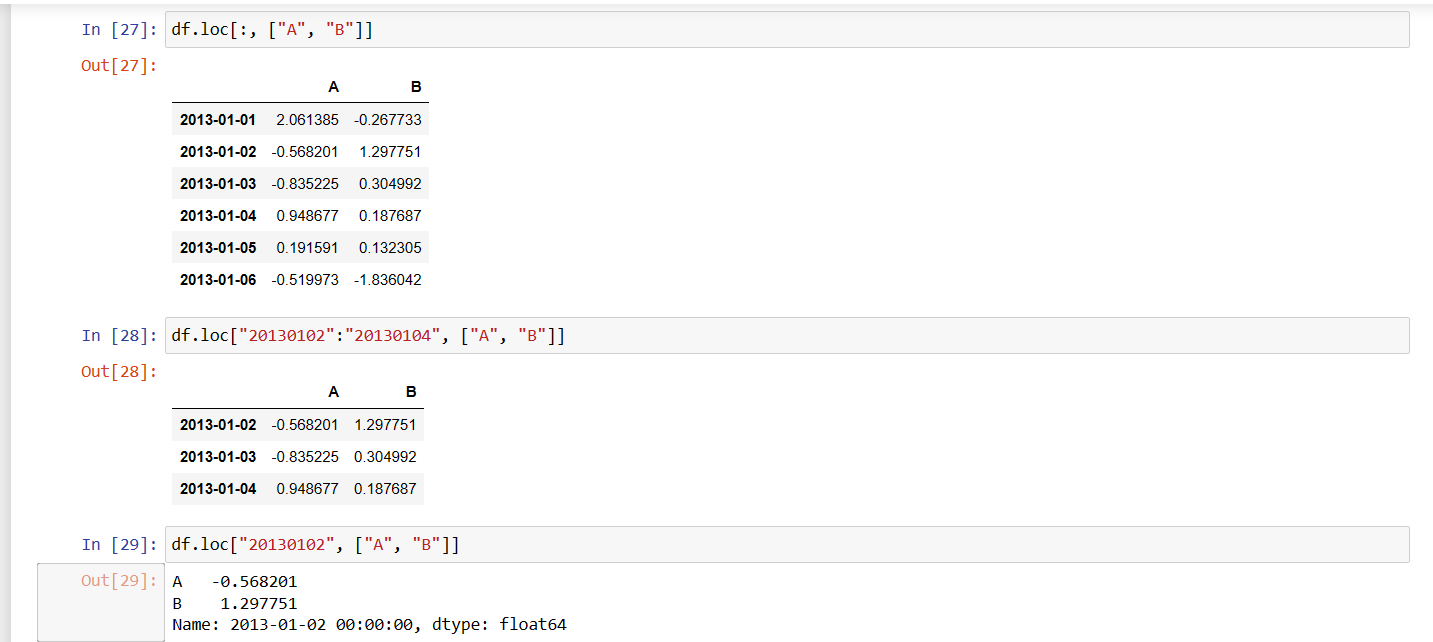 In [27]: df.loc[:, ["A", "B"]]
Out[27]:
A B
2013-01-01 2.061385 -0.267733
2013-01-02 -0.568201 1.297751
2013-01-03 -0.835225 0.304992
2013-01-04 0.948677 0.187687
2013-01-05 0.191591 0.132305
2013-01-06 -0.519973 -1.836042
In [28]: df.loc["20130102":"20130104", ["A", "B"]]
Out[28]:
A B
2013-01-02 -0.568201 1.297751
2013-01-03 -0.835225 0.304992
2013-01-04 0.948677 0.187687
In [29]: df.loc["20130102", ["A", "B"]]
Out[29]: A -0.568201
B 1.297751
Name: 2013-01-02 00:00:00, dtype: float64